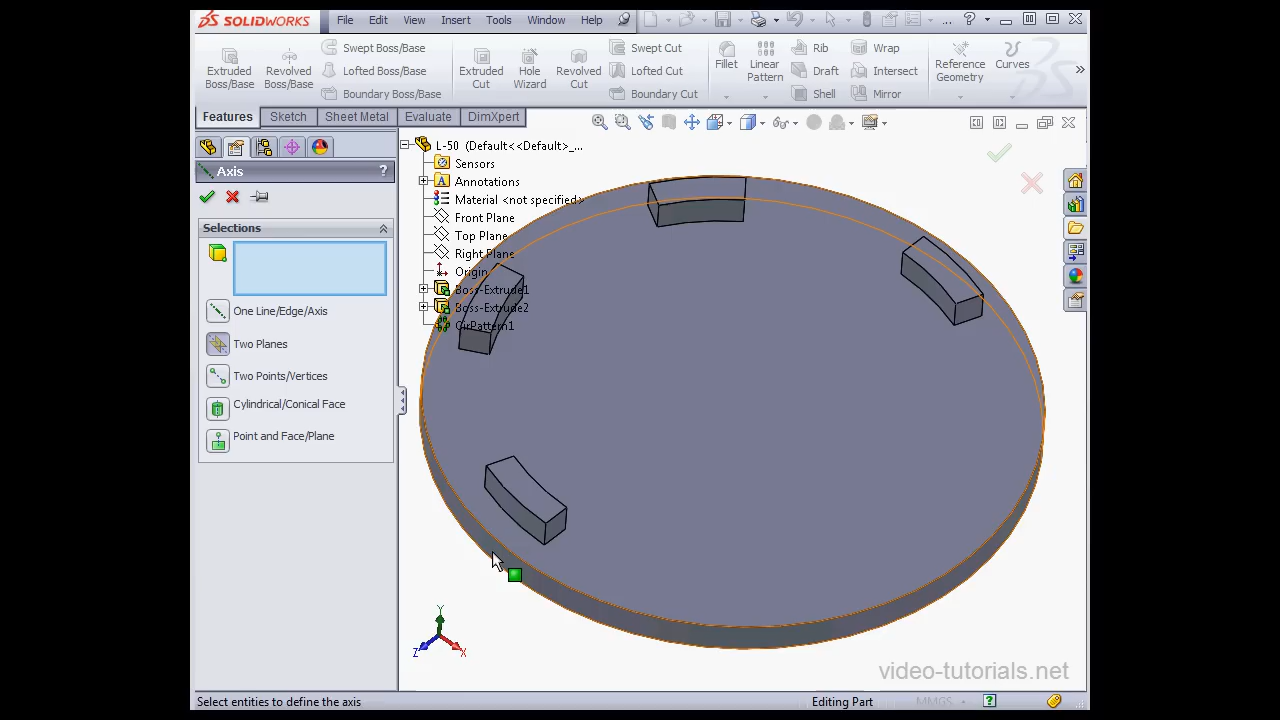 SOLIDWORKS File Edit View Insert Tools Window Help ... ?
Extruded Boss/Base
Revolved Boss/Base
Swept Boss/Base
Lofted Boss/Base
Boundary Boss/Base
Extruded Cut
Hole Wizard
Revolved Cut
Swept Cut
Lofted Cut
Boundary Cut
Fillet
Linear Pattern
Rib
Draft
Shell
Wrap
Intersect
Mirror
Reference Geometry
Curves
Features Sketch Sheet Metal Evaluate DimXpert
Axis ?
Selections
One Line/Edge/Axis
Two Planes
Two Points/Vertices
Cylindrical/Conical Face
Point and Face/Plane
L-50 (Default<<Default>_...
Sensors
Annotations
Material <not specified>
Front Plane
Top Plane
Right Plane
Origin
Boss-Extrude1
Boss-Extrude2
CirPattern1
Y
Z
X
video-tutorials.net
Select entities to define the axis
Editing Part
MMGS
?